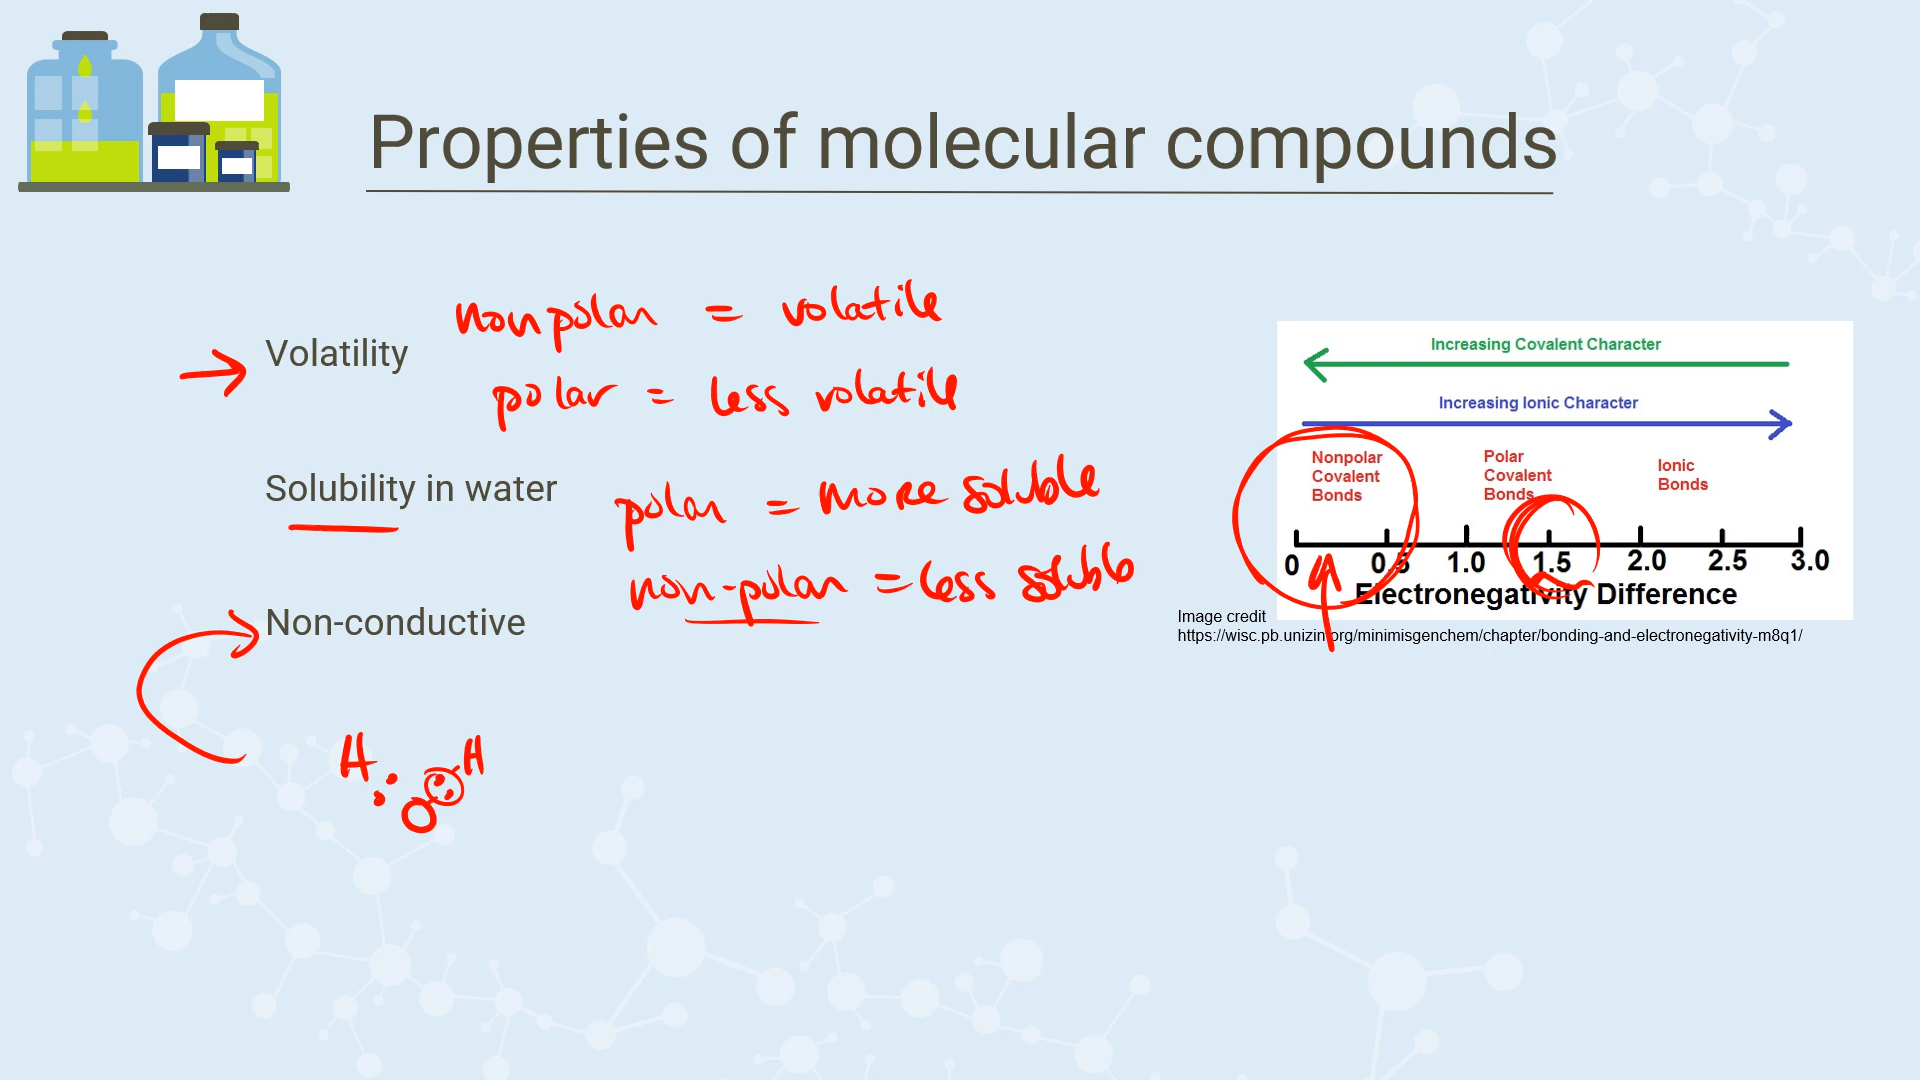 Properties of molecular compounds
nonpolar = volatile
Volatility
polar = less volatile
Solubility in water
polar = more soluble
non-polar = less soluble
Non-conductive
H H
O
Increasing Covalent Character
Increasing Ionic Character
Nonpolar
Covalent
Bonds
Polar
Covalent
Bonds
Ionic
Bonds
0 0.5 1.0 1.5 2.0 2.5 3.0
Electronegativity Difference
Image credit
https://wisc.pb.unizin.org/minimisgenchem/chapter/bonding-and-electronegativity-m8q1/